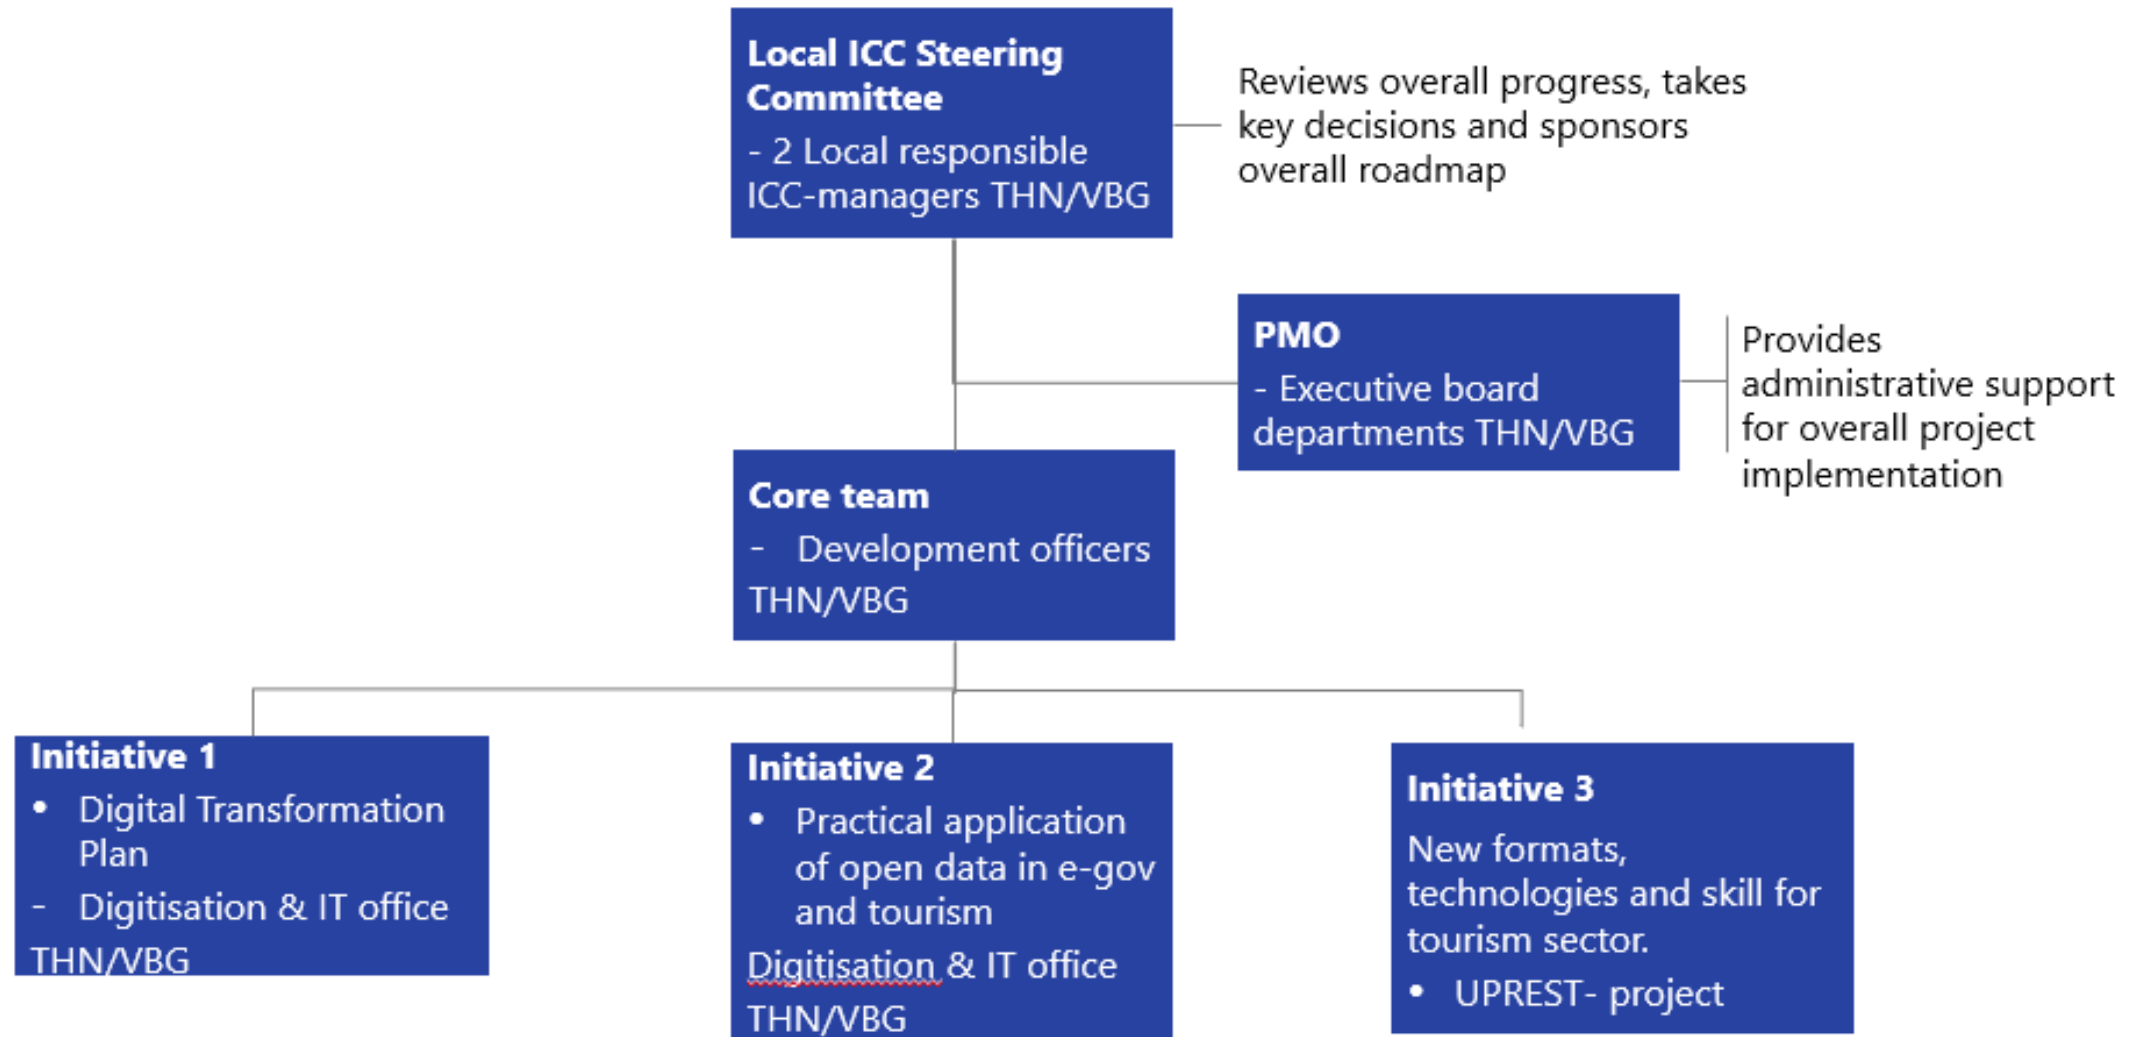 Local ICC Steering
Committee
- 2 Local responsible
ICC-managers THN/VBG
Reviews overall progress, takes
key decisions and sponsors
overall roadmap
PMO
- Executive board
departments THN/VBG
Provides
administrative support
for overall project
implementation
Core team
- Development officers
THN/VBG
Initiative 1
• Digital Transformation
Plan
- Digitisation & IT office
THN/VBG
Initiative 2
• Practical application
of open data in e-gov
and tourism
Digitisation & IT office
THN/VBG
Initiative 3
New formats,
technologies and skill for
tourism sector.
• UPREST- project